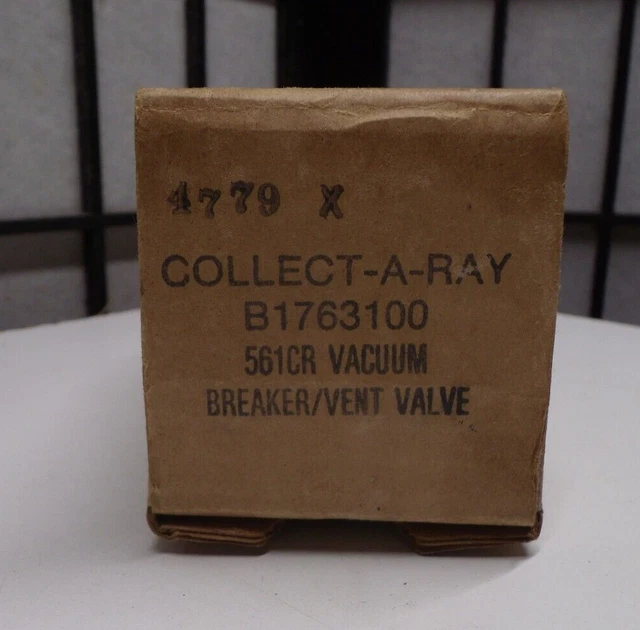 4779 X
COLLECT-A-RAY
B1763100
561CR VACUUM
BREAKER/VENT VALVE